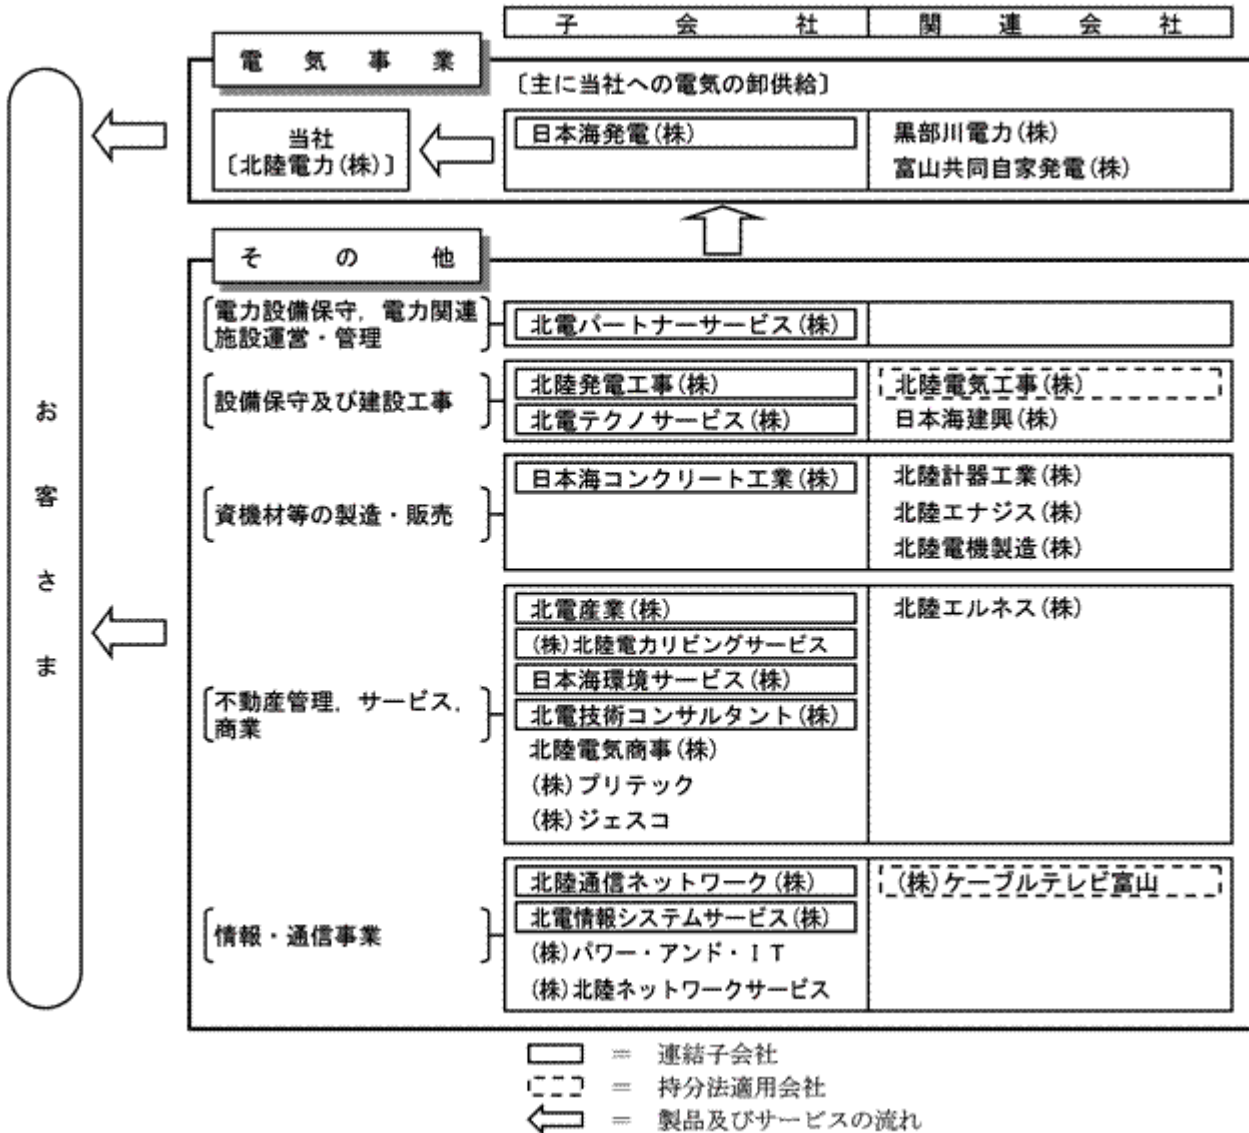 子会社 関連会社
電気事業
〔主に当社への電気の卸供給〕
当社
〔北陸電力(株)〕
日本海発電(株)
黒部川電力(株)
富山共同自家発電(株)
その他
電力設備保守，電力関連
施設運営・管理
北電パートナーサービス(株)
設備保守及び建設工事
北陸発電工事(株)
北電テクノサービス(株)
北陸電気工事(株)
日本海建興(株)
資機材等の製造・販売
日本海コンクリート工業(株)
北陸計器工業(株)
北陸エナジス(株)
北陸電機製造(株)
不動産管理，サービス，
商業
北電産業(株)
(株)北陸電力リビングサービス
日本海環境サービス(株)
北電技術コンサルタント(株)
北陸電気商事(株)
(株)プリテック
(株)ジェスコ
北陸エルネス(株)
情報・通信事業
北陸通信ネットワーク(株)
北電情報システムサービス(株)
(株)パワー・アンド・ＩＴ
(株)北陸ネットワークサービス
(株)ケーブルテレビ富山
お客さま
＝ 連結子会社
＝ 持分法適用会社
＝ 製品及びサービスの流れ